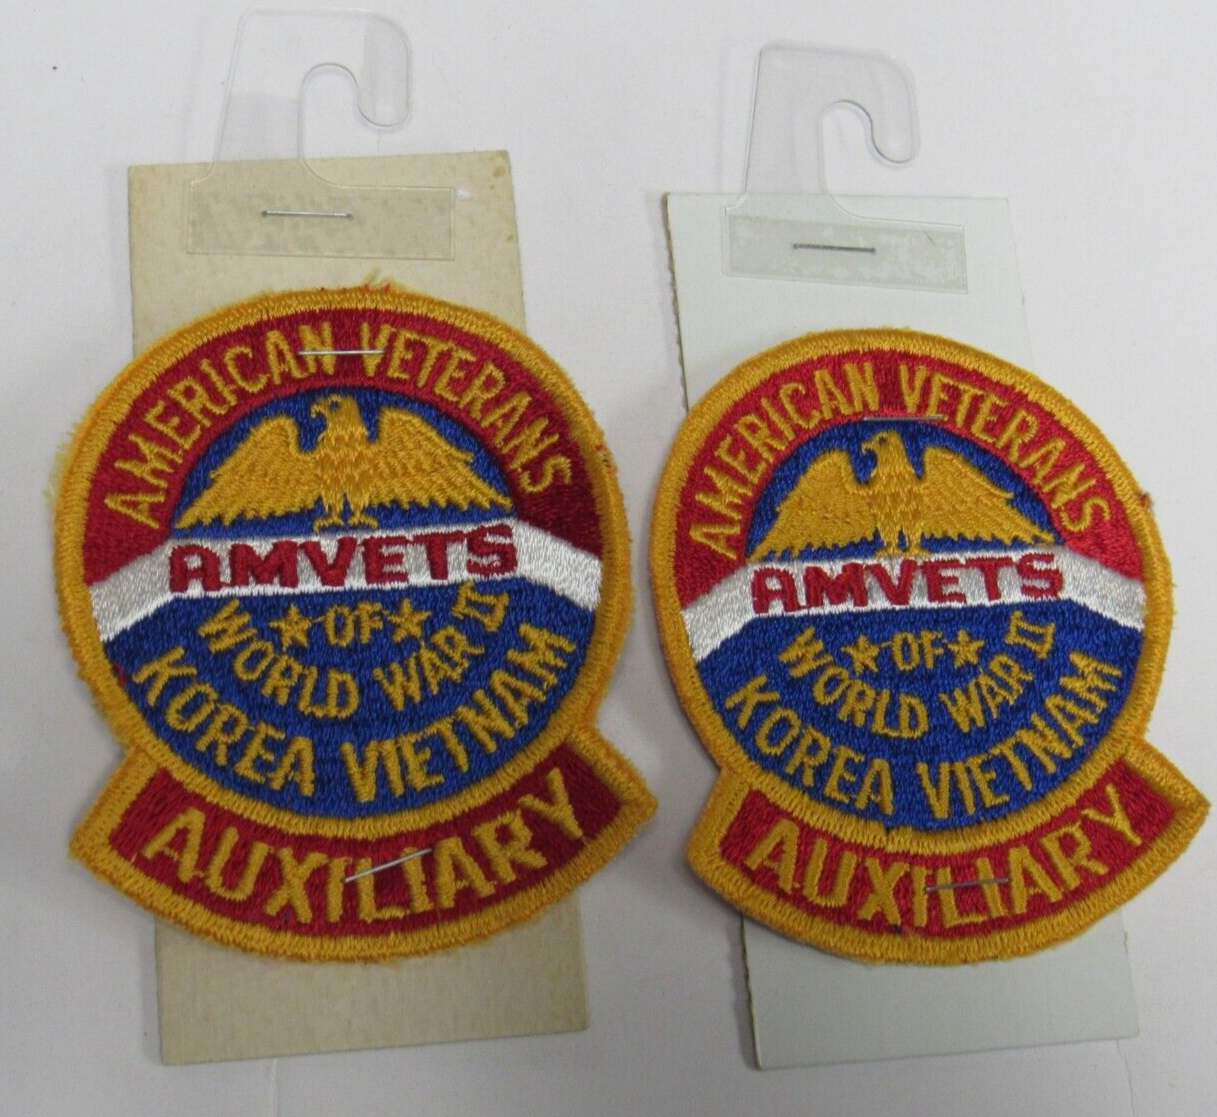 AMERICAN VETERANS
AMVETS
OF
WORLD WAR II
KOREA VIETNAM
AUXILIARY
AMERICAN VETERANS
AMVETS
OF
WORLD WAR II
KOREA VIETNAM
AUXILIARY